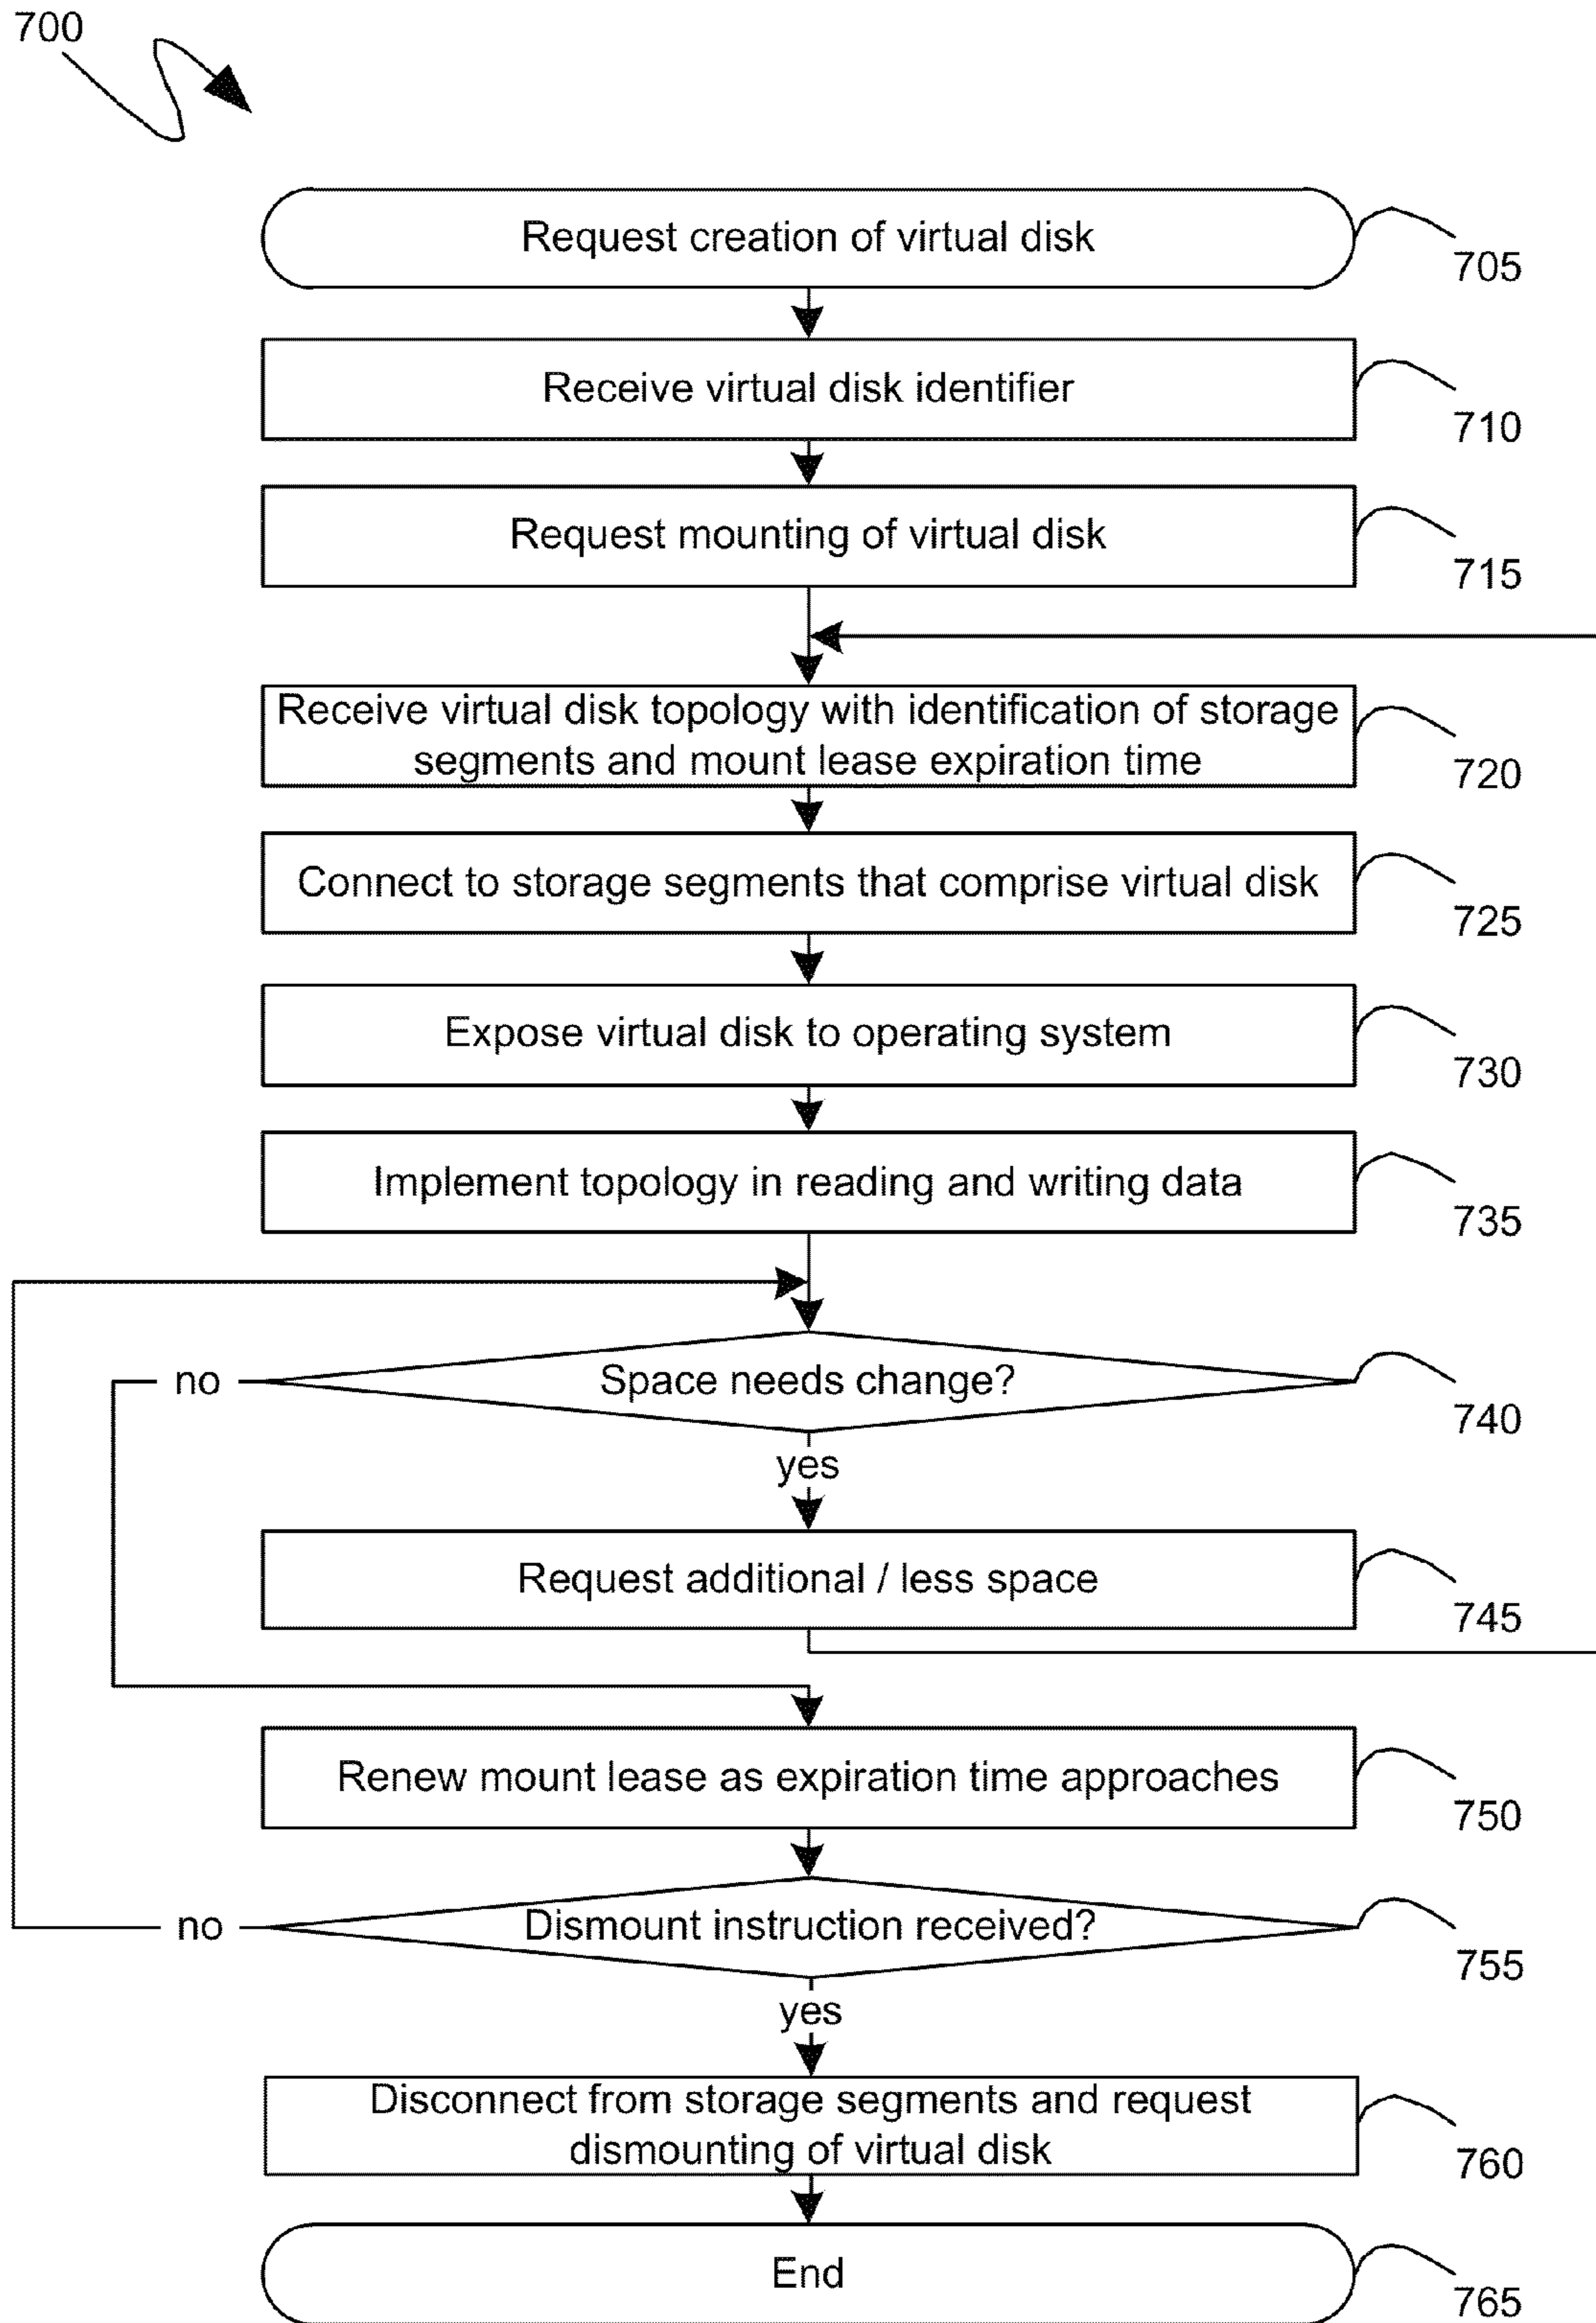 700
Request creation of virtual disk
705
Receive virtual disk identifier
710
Request mounting of virtual disk
715
Receive virtual disk topology with identification of storage
segments and mount lease expiration time
720
Connect to storage segments that comprise virtual disk
725
Expose virtual disk to operating system
730
Implement topology in reading and writing data
735
no
Space needs change?
740
yes
Request additional / less space
745
Renew mount lease as expiration time approaches
750
no
Dismount instruction received?
755
yes
Disconnect from storage segments and request
dismounting of virtual disk
760
End
765